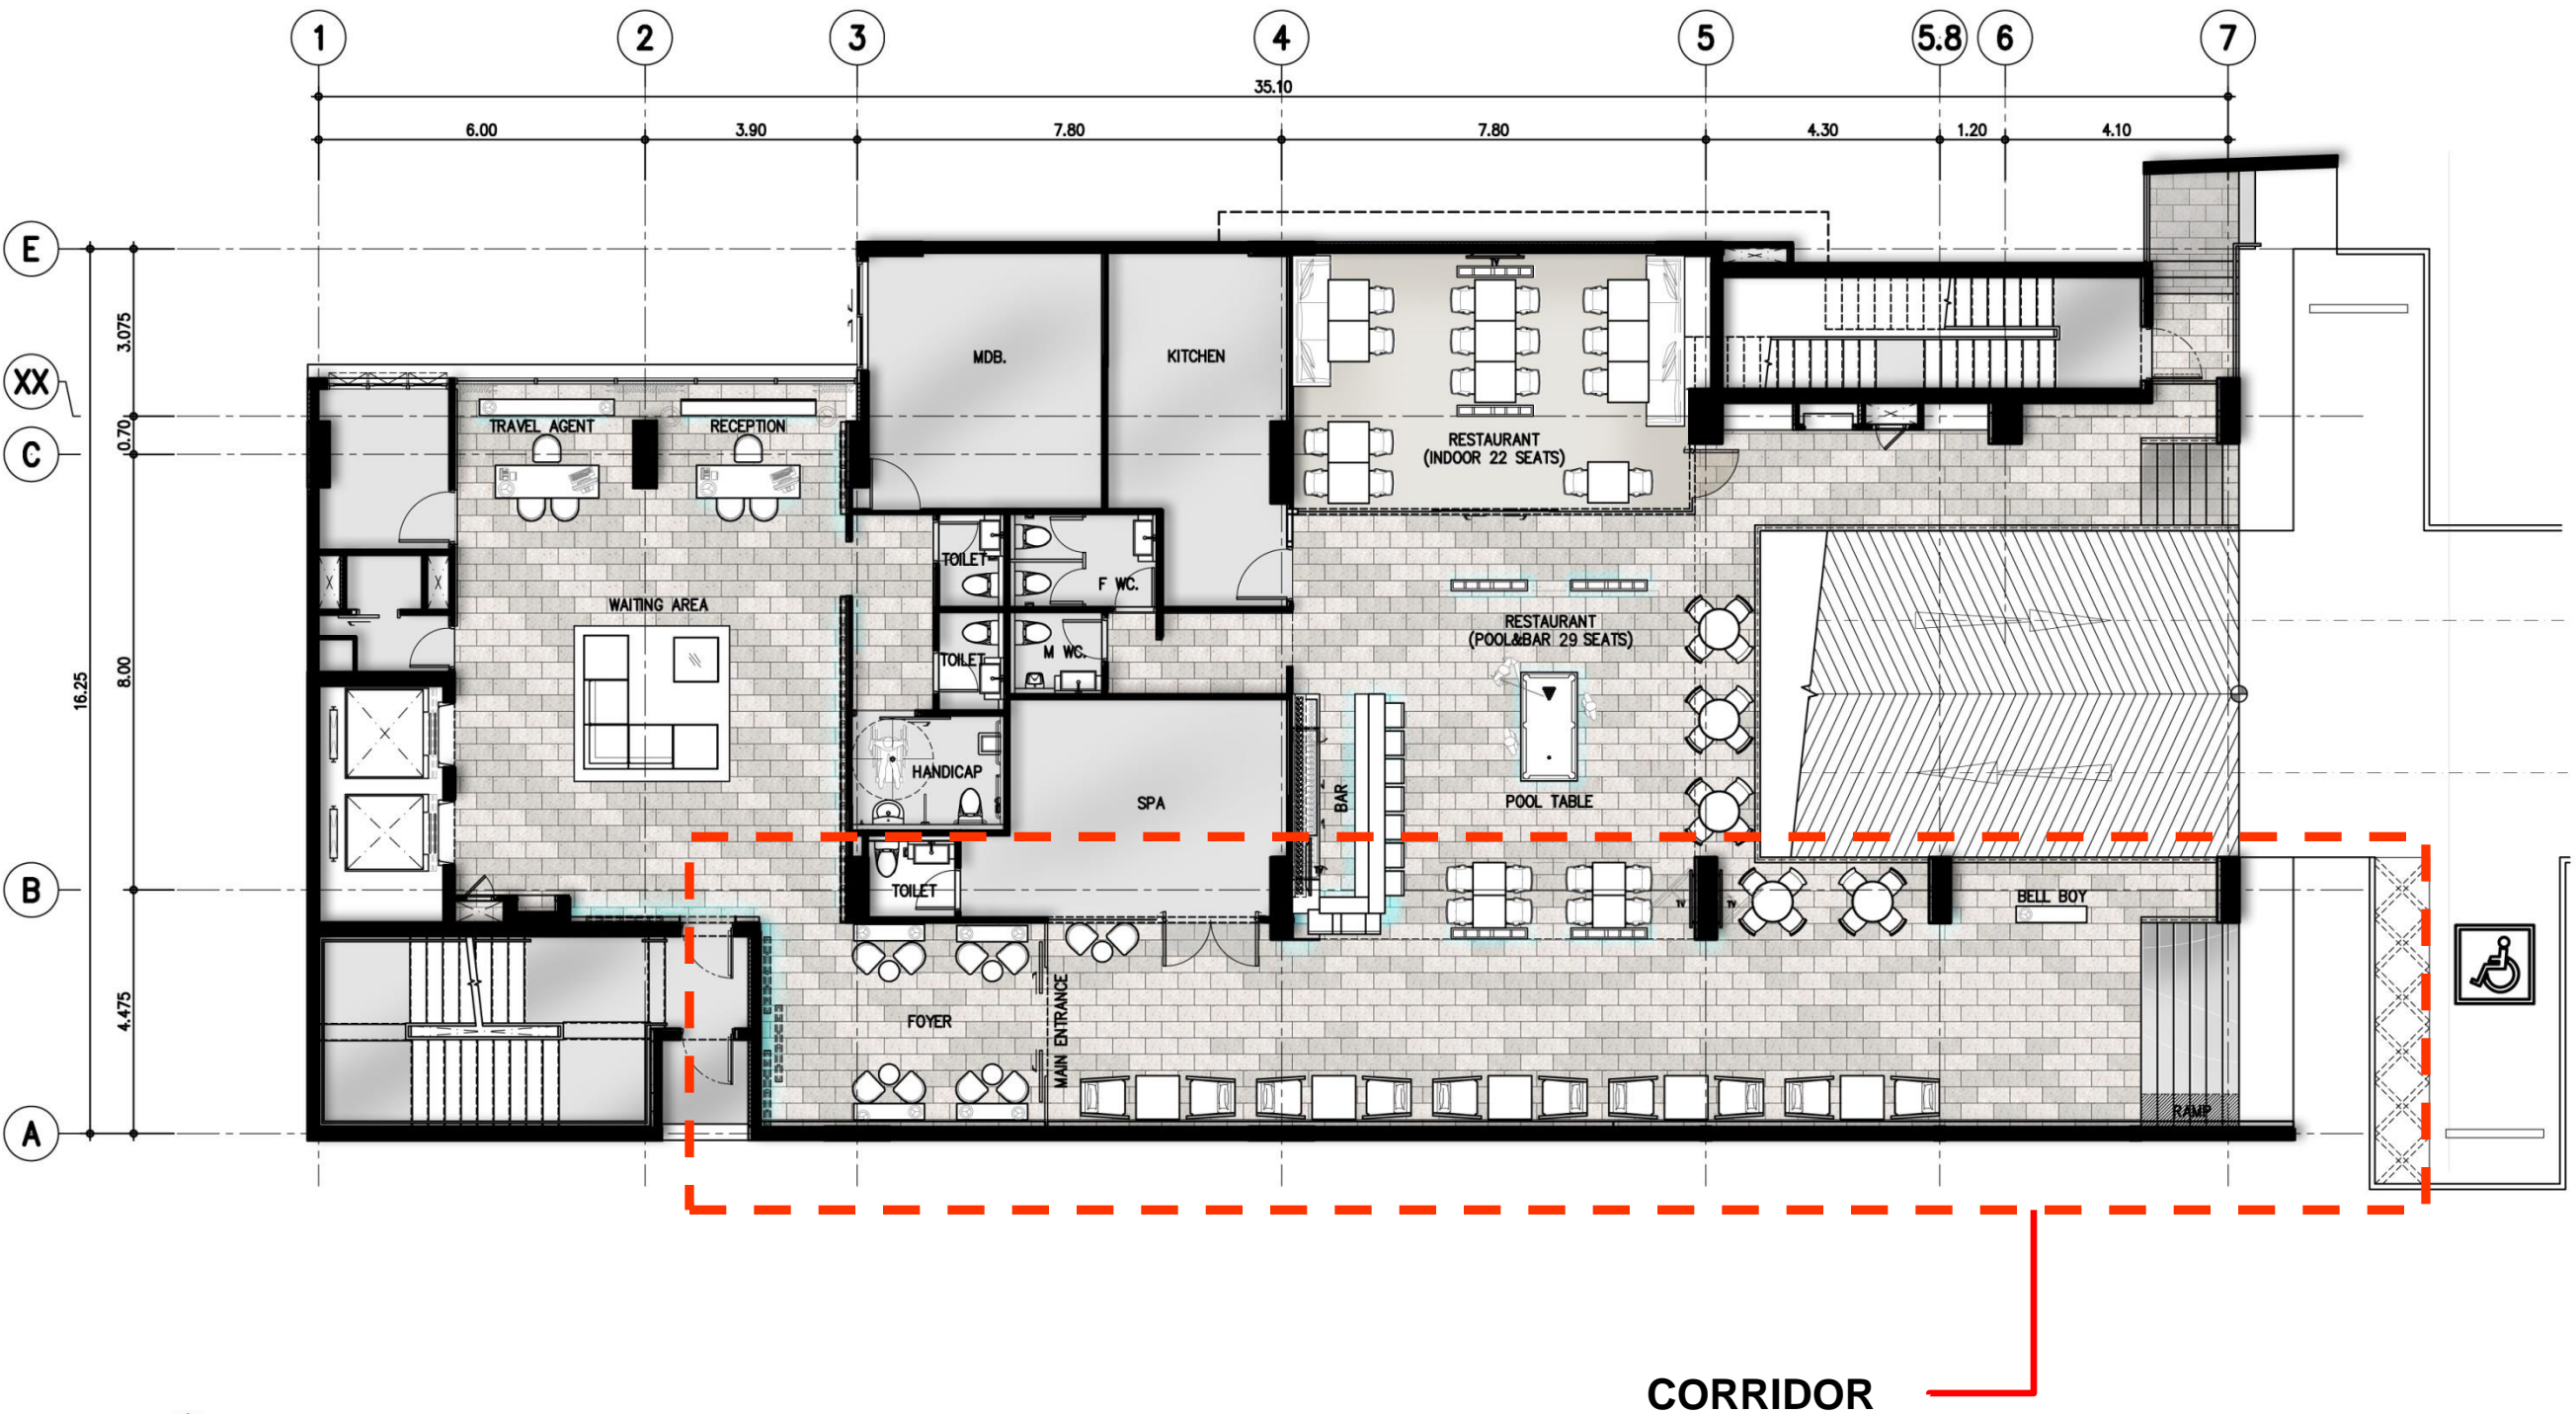 1 2 3 4 5 5.8 6 7
35.10
6.00 3.90 7.80 7.80 4.30 1.20 4.10
E
3.075
XX
0.70
C
8.00
16.25
B
4.475
A
TV
MDB.
KITCHEN
TRAVEL AGENT
RECEPTION
RESTAURANT
(INDOOR 22 SEATS)
TOILET
F WC.
WAITING AREA
RESTAURANT
(POOL&BAR 29 SEATS)
TOILET
M WC.
HANDICAP
SPA
BAR
POOL TABLE
TOILET
TV
TV
BELL BOY
FOYER
MAIN ENTRANCE
RAMP
CORRIDOR